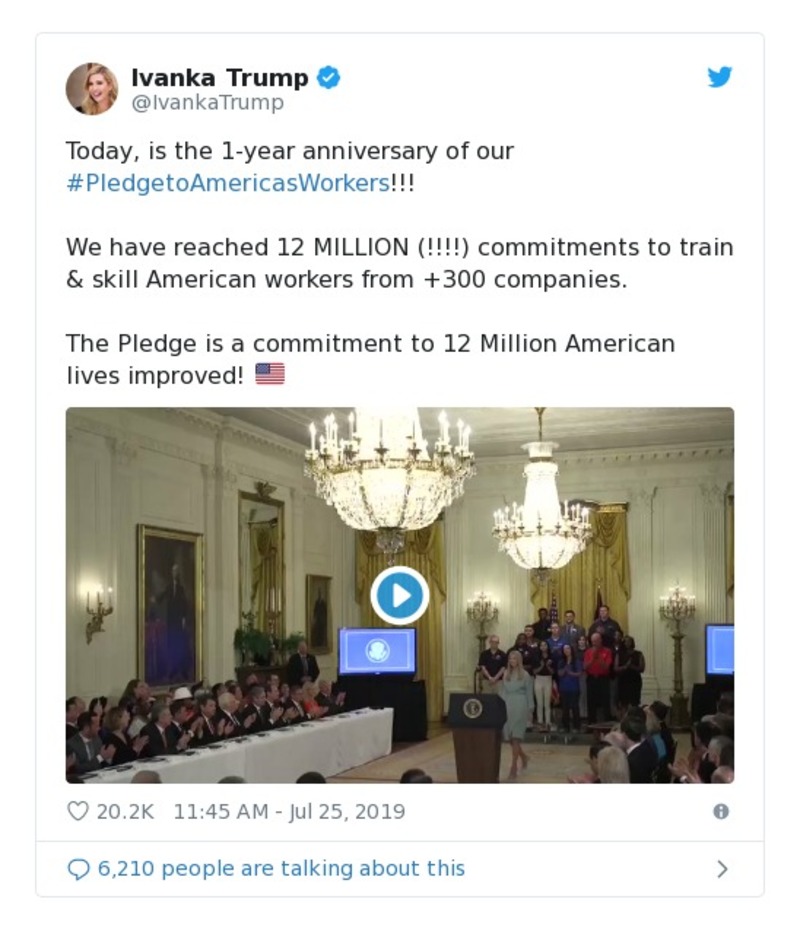 Ivanka Trump
@IvankaTrump
Today, is the 1-year anniversary of our
#PledgetoAmericasWorkers!!!
We have reached 12 MILLION (!!!!) commitments to train
& skill American workers from +300 companies.
The Pledge is a commitment to 12 Million American
lives improved! 🇺🇸
20.2K 11:45 AM - Jul 25, 2019
6,210 people are talking about this